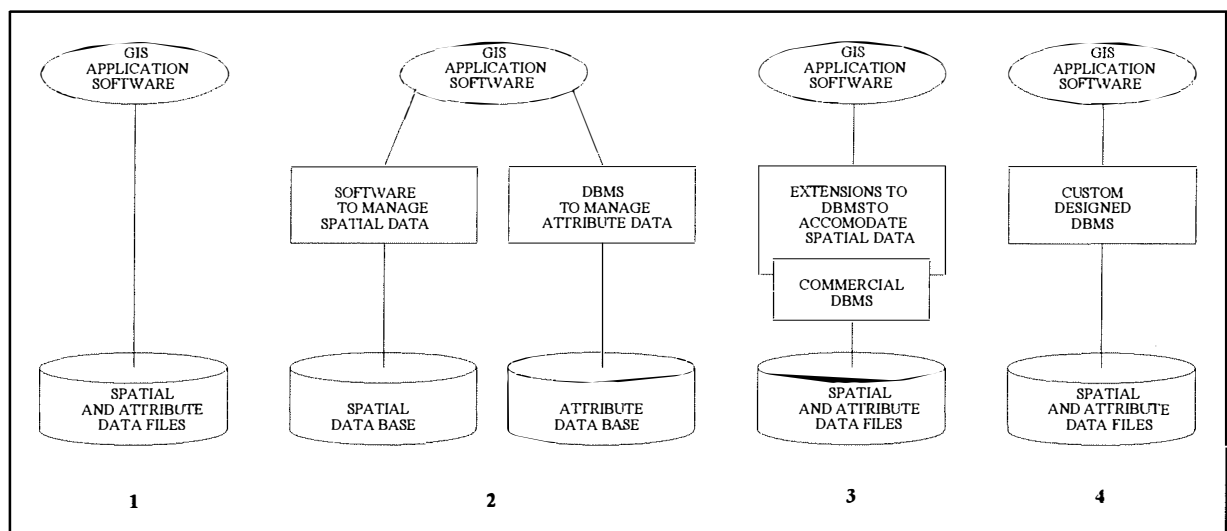 GIS
APPLICATION
SOFTWARE
SPATIAL
AND ATTRIBUTE
DATA FILES
1
GIS
APPLICATION
SOFTWARE
SOFTWARE
TO MANAGE
SPATIAL DATA
DBMS
TO MANAGE
ATTRIBUTE DATA
SPATIAL
DATA BASE
ATTRIBUTE
DATA BASE
2
GIS
APPLICATION
SOFTWARE
EXTENSIONS TO
DBMSTO
ACCOMODATE
SPATIAL DATA
COMMERCIAL
DBMS
SPATIAL
AND ATTRIBUTE
DATA FILES
3
GIS
APPLICATION
SOFTWARE
CUSTOM
DESIGNED
DBMS
SPATIAL
AND ATTRIBUTE
DATA FILES
4